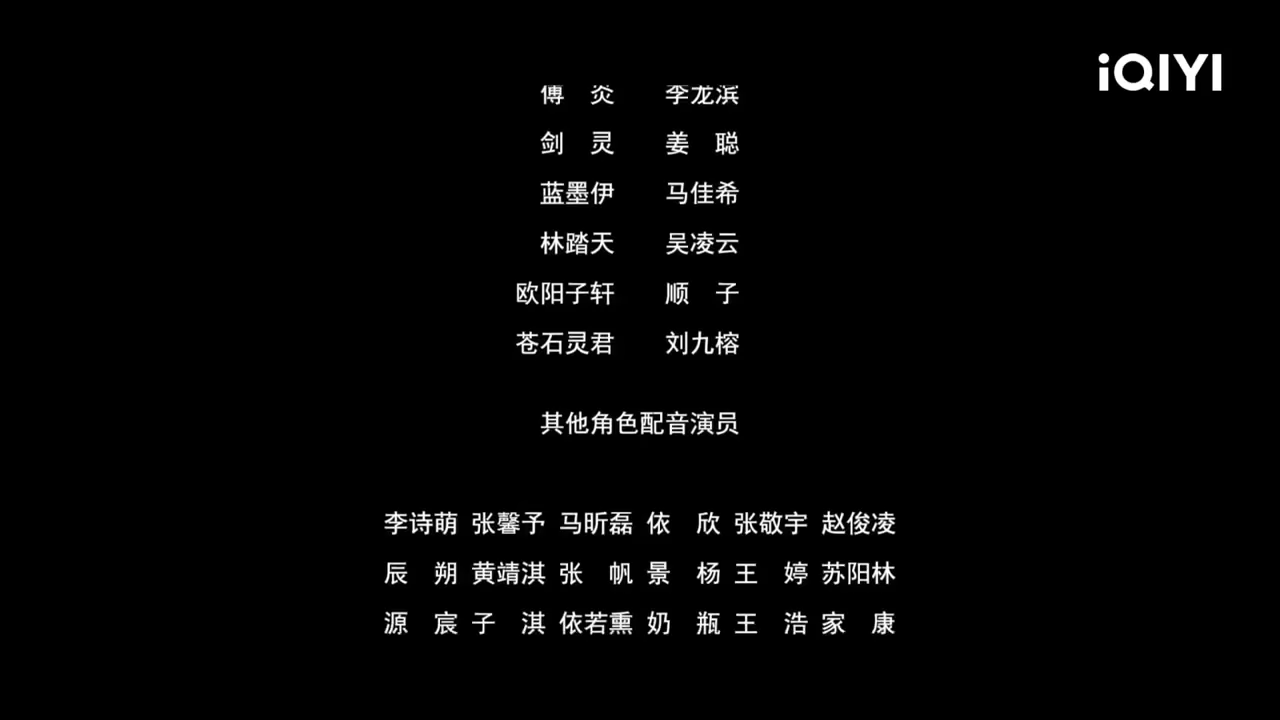 iQIYI
傅 炎 李龙滨
剑 灵 姜 聪
蓝墨伊 马佳希
林踏天 吴凌云
欧阳子轩 顺 子
苍石灵君 刘九榕
其他角色配音演员
李诗萌 张馨予 马昕磊 依 欣 张敬宇 赵俊凌
辰 朔 黄靖淇 张 帆 景 杨 王 婷 苏阳林
源 宸 子 淇 依若熏 奶 瓶 王 浩 家 康